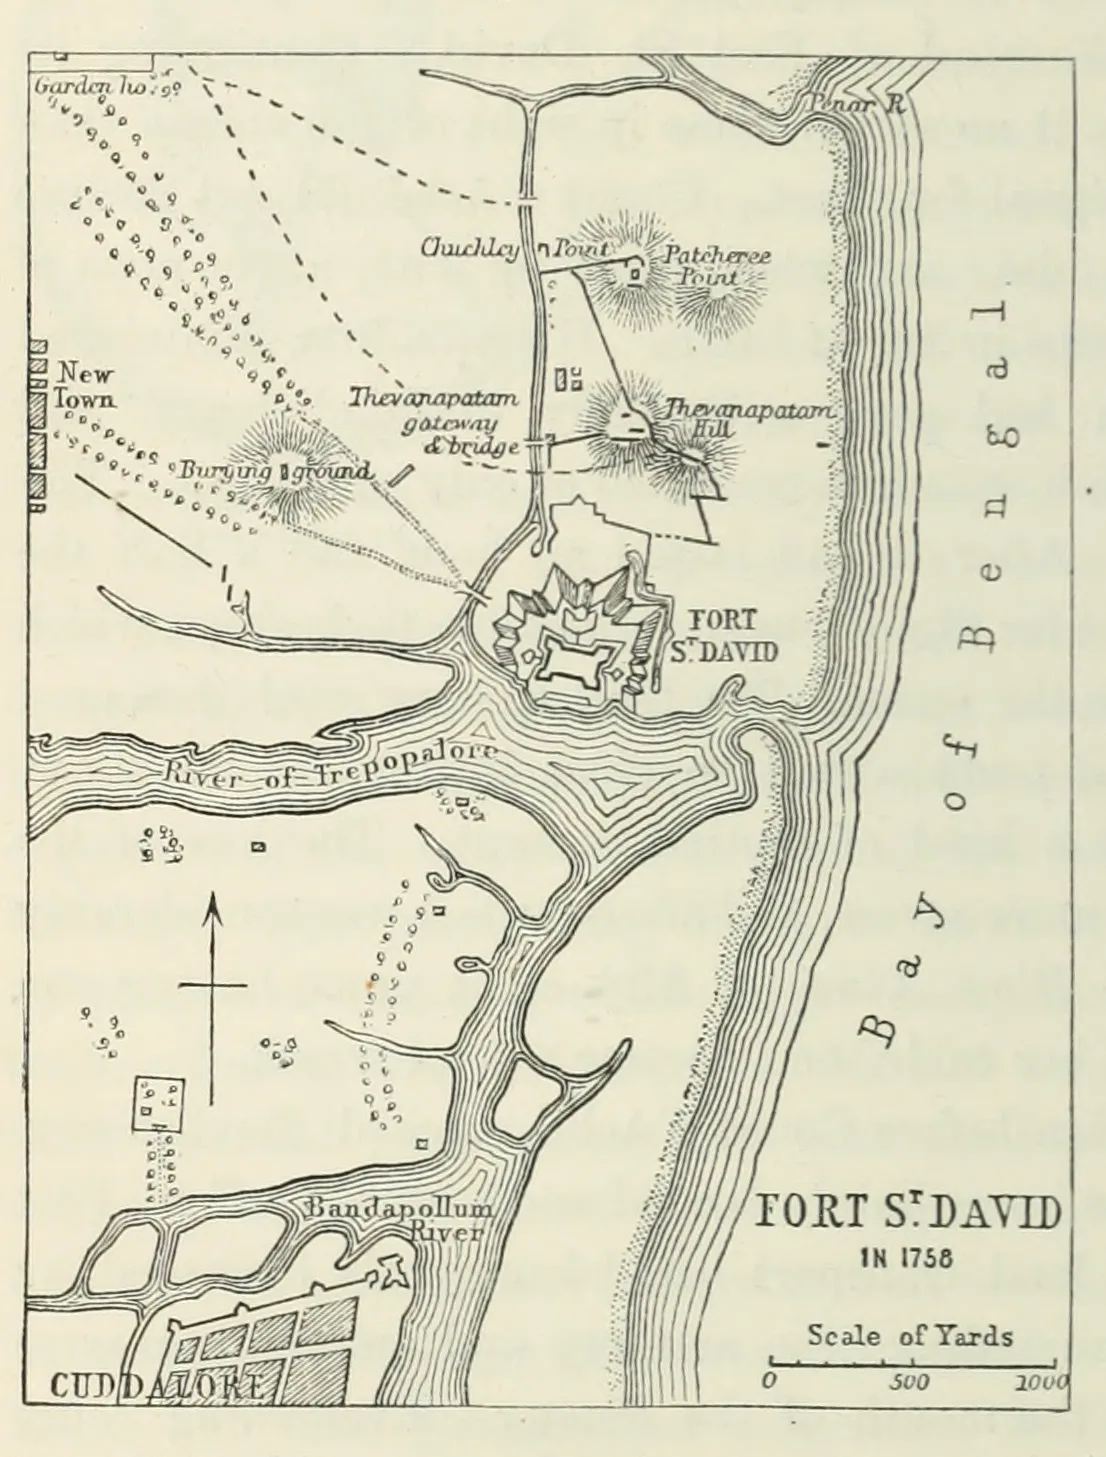 Garden ho.
Penar R
Chuchley Point
Patcheree
Point
New
Town
Thevanapatam
gateway
& bridge
Thevanapatam
Hill
Burying ground
FORT
ST. DAVID
River of Trepopalore
Bay of Bengal
Bandapollum
River
CUDDALORE
FORT ST. DAVID
IN 1758
Scale of Yards
0 500 1000